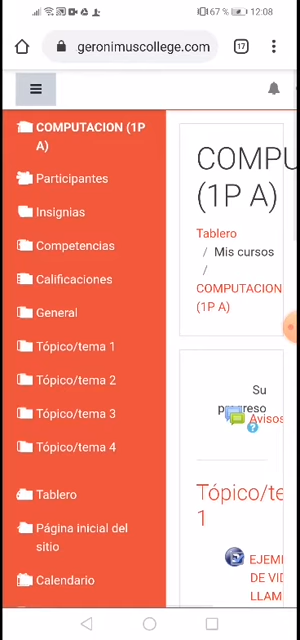 67 % 12:08
geronimuscollege.com
17
COMPUTACION (1P
A)
Participantes
Insignias
Competencias
Calificaciones
General
Tópico/tema 1
Tópico/tema 2
Tópico/tema 3
Tópico/tema 4
Tablero
Página inicial del
sitio
Calendario
COMPU
(1P A)
Tablero
/ Mis cursos
/
COMPUTACION
(1P A)
Su
progreso
Avisos
Tópico/te
1
EJEM
DE VID
LLAM